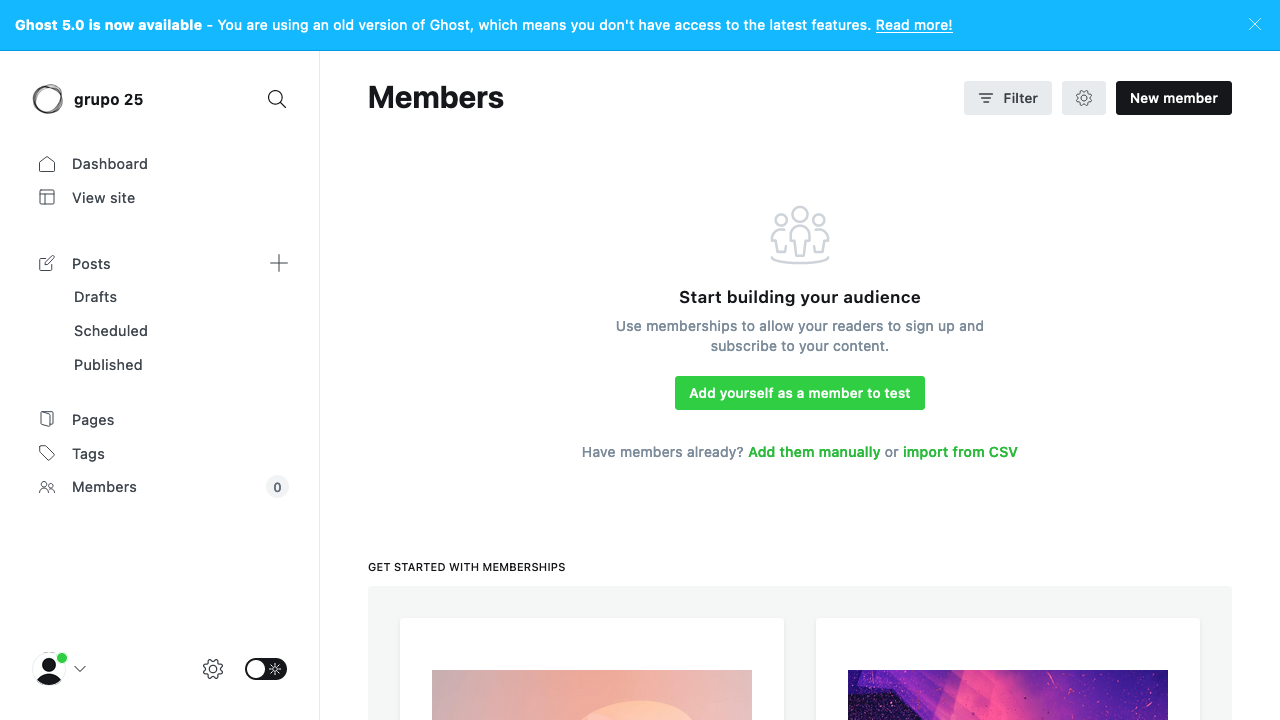 Ghost 5.0 is now available - You are using an old version of Ghost, which means you don't have access to the latest features. Read more!
grupo 25
Dashboard
View site
Posts
Drafts
Scheduled
Published
Pages
Tags
Members 0
Members
Filter
New member
Start building your audience
Use memberships to allow your readers to sign up and
subscribe to your content.
Add yourself as a member to test
Have members already? Add them manually or import from CSV
GET STARTED WITH MEMBERSHIPS